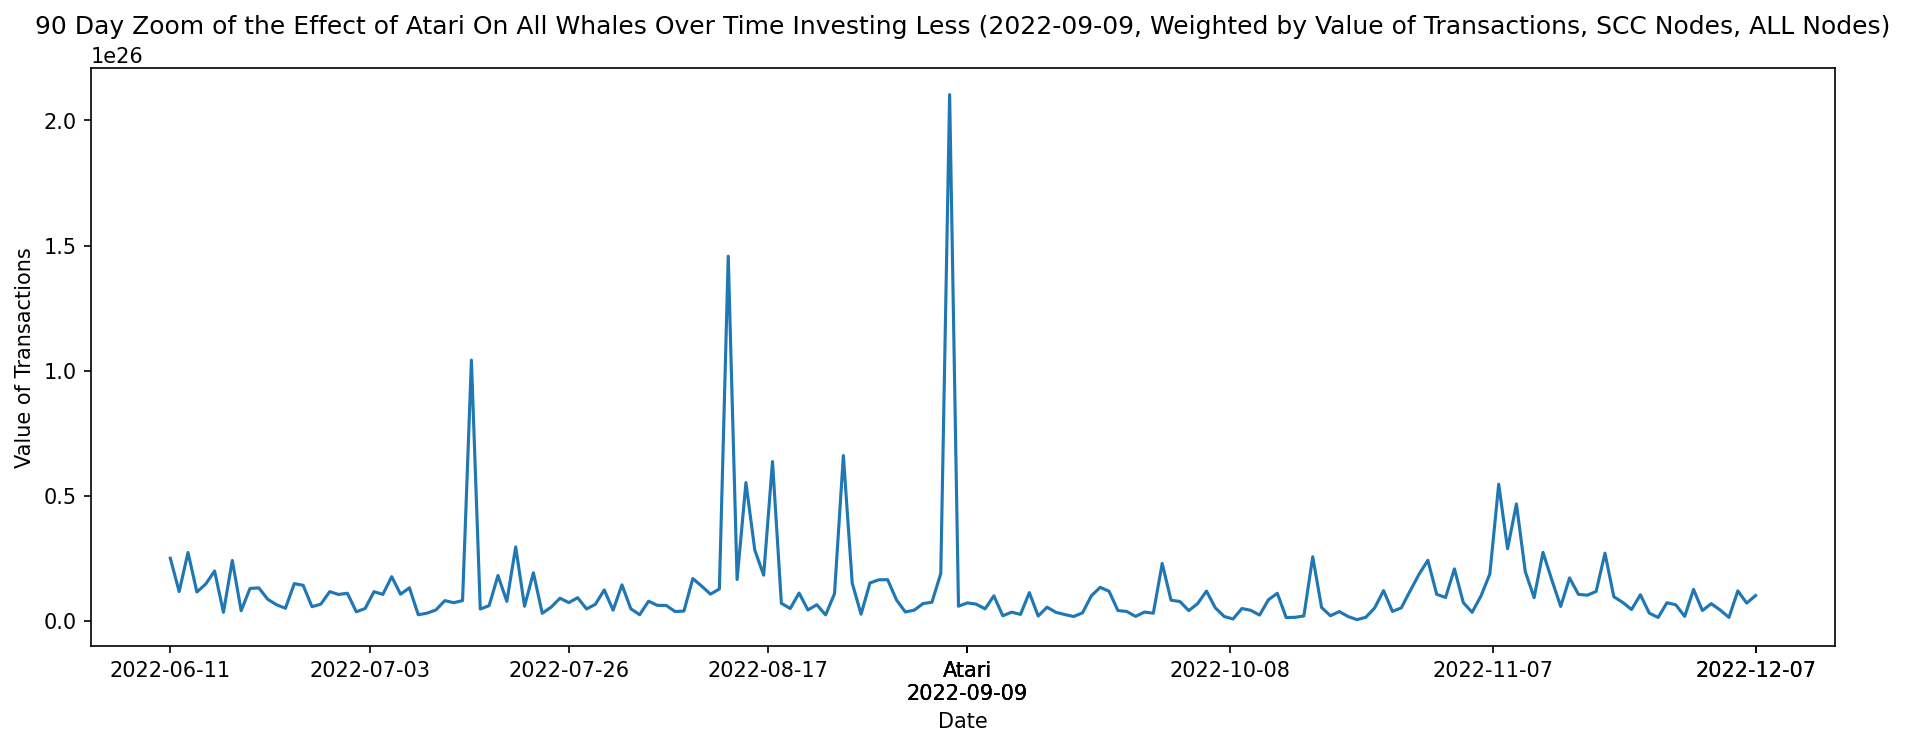 90 Day Zoom of the Effect of Atari On All Whales Over Time Investing Less (2022-09-09, Weighted by Value of Transactions, SCC Nodes, ALL Nodes)
1e26
2.0
1.5
1.0
0.5
0.0
Value of Transactions
2022-06-11 2022-07-03 2022-07-26 2022-08-17 Atari 2022-10-08 2022-11-07 2022-12-07
2022-09-09
Date